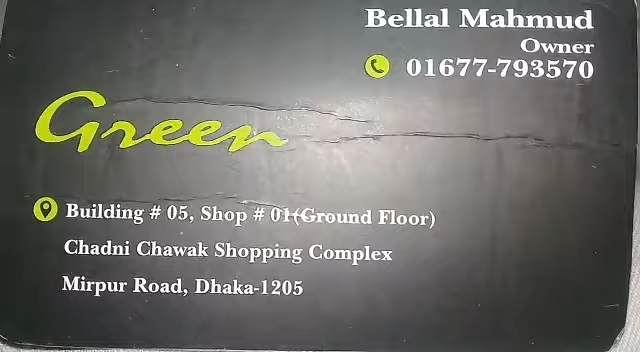 Bellal Mahmud
Owner
01677-793570
Green
Building # 05, Shop # 01(Ground Floor)
Chadni Chawak Shopping Complex
Mirpur Road, Dhaka-1205